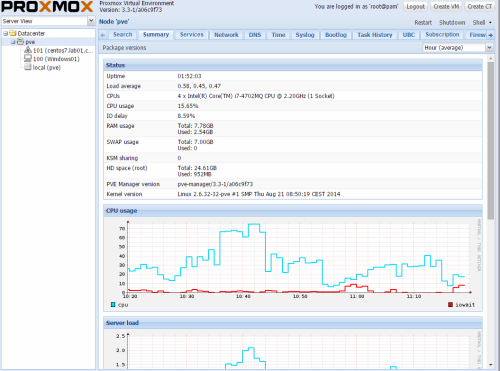 PROXMOX
Proxmox Virtual Environment
Version: 3.3-1/a06c9f73
You are logged in as 'root@pam'
Logout
Create VM
Create CT
Server View
Datacenter
pve
101 (centos7.lab01.c...
100 (Windows01)
local (pve)
Node 'pve'
Restart
Shutdown
Shell
Search
Summary
Services
Network
DNS
Time
Syslog
Bootlog
Task History
UBC
Subscription
Firew
Package versions
Hour (average)
Status
Uptime 01:52:03
Load average 0.58, 0.45, 0.47
CPUs 4 x Intel(R) Core(TM) i7-4702MQ CPU @ 2.20GHz (1 Socket)
CPU usage 15.65%
IO delay 8.59%
RAM usage Total: 7.78GB
Used: 2.54GB
SWAP usage Total: 7.00GB
Used: 0
KSM sharing 0
HD space (root) Total: 24.61GB
Used: 952MB
PVE Manager version pve-manager/3.3-1/a06c9f73
Kernel version Linux 2.6.32-32-pve #1 SMP Thu Aug 21 08:50:19 CEST 2014
CPU usage
70
60
50
40
30
20
10
0
10:20 10:30 10:40 10:50 11:00 11:10
cpu
iowait
Server load
2.5
2.0
1.5